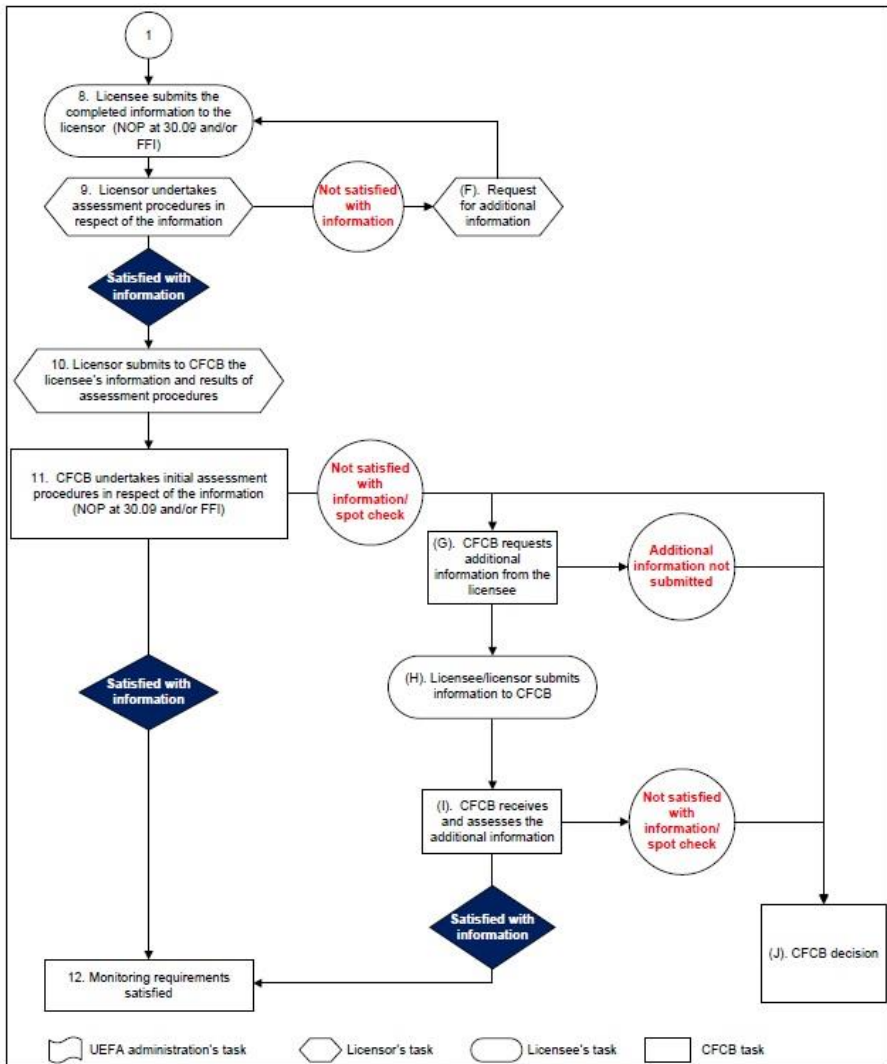 1
8. Licensee submits the
completed information to the
licensor (NOP at 30.09 and/or
FFI)
9. Licensor undertakes
assessment procedures in
respect of the information
Not satisfied
with
information
(F). Request
for additional
information
Satisfied with
information
10. Licensor submits to CFCB the
licensee's information and results of
assessment procedures
11. CFCB undertakes initial assessment
procedures in respect of the information
(NOP at 30.09 and/or FFI)
Not satisfied
with
information/
spot check
(G). CFCB requests
additional
information from the
licensee
Additional
information not
submitted
(H). Licensee/licensor submits
information to CFCB
Satisfied with
information
(I). CFCB receives
and assesses the
additional information
Not satisfied
with
information/
spot check
Satisfied with
information
(J). CFCB decision
12. Monitoring requirements
satisfied
UEFA administration's task
Licensor's task
Licensee's task
CFCB task